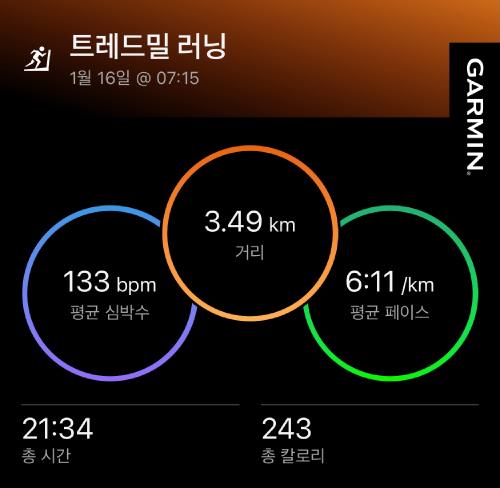 트레드밀 러닝
1월 16일 @ 07:15
GARMIN
3.49 km
거리
133 bpm
평균 심박수
6:11 /km
평균 페이스
21:34
총 시간
243
총 칼로리